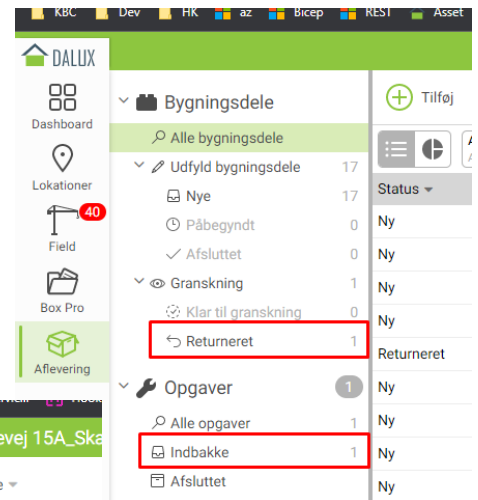 KBC Dev HK az Bicep REST Asset
DALUX
Dashboard
Lokationer
40
Field
Box Pro
Aflevering
evej 15A_Ska
Bygningsdele
Alle bygningsdele
Udfyld bygningsdele 17
Nye 17
Påbegyndt 0
Afsluttet 0
Granskning 1
Klar til granskning 0
Returneret 1
Opgaver 1
Alle opgaver 1
Indbakke 1
Afsluttet
Tilføj
Status
Ny
Ny
Ny
Ny
Returneret
Ny
Ny
Ny
Ny